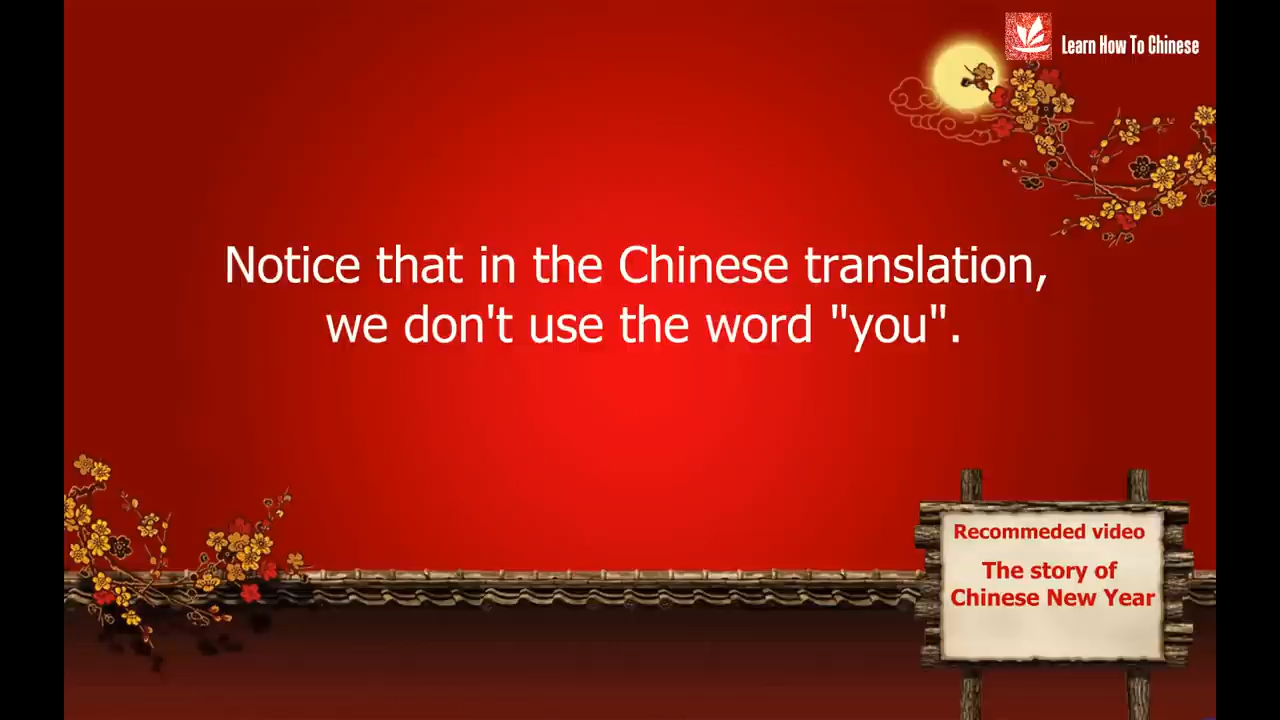 Learn How To Chinese
Notice that in the Chinese translation,
we don't use the word "you".
Recommeded video
The story of
Chinese New Year